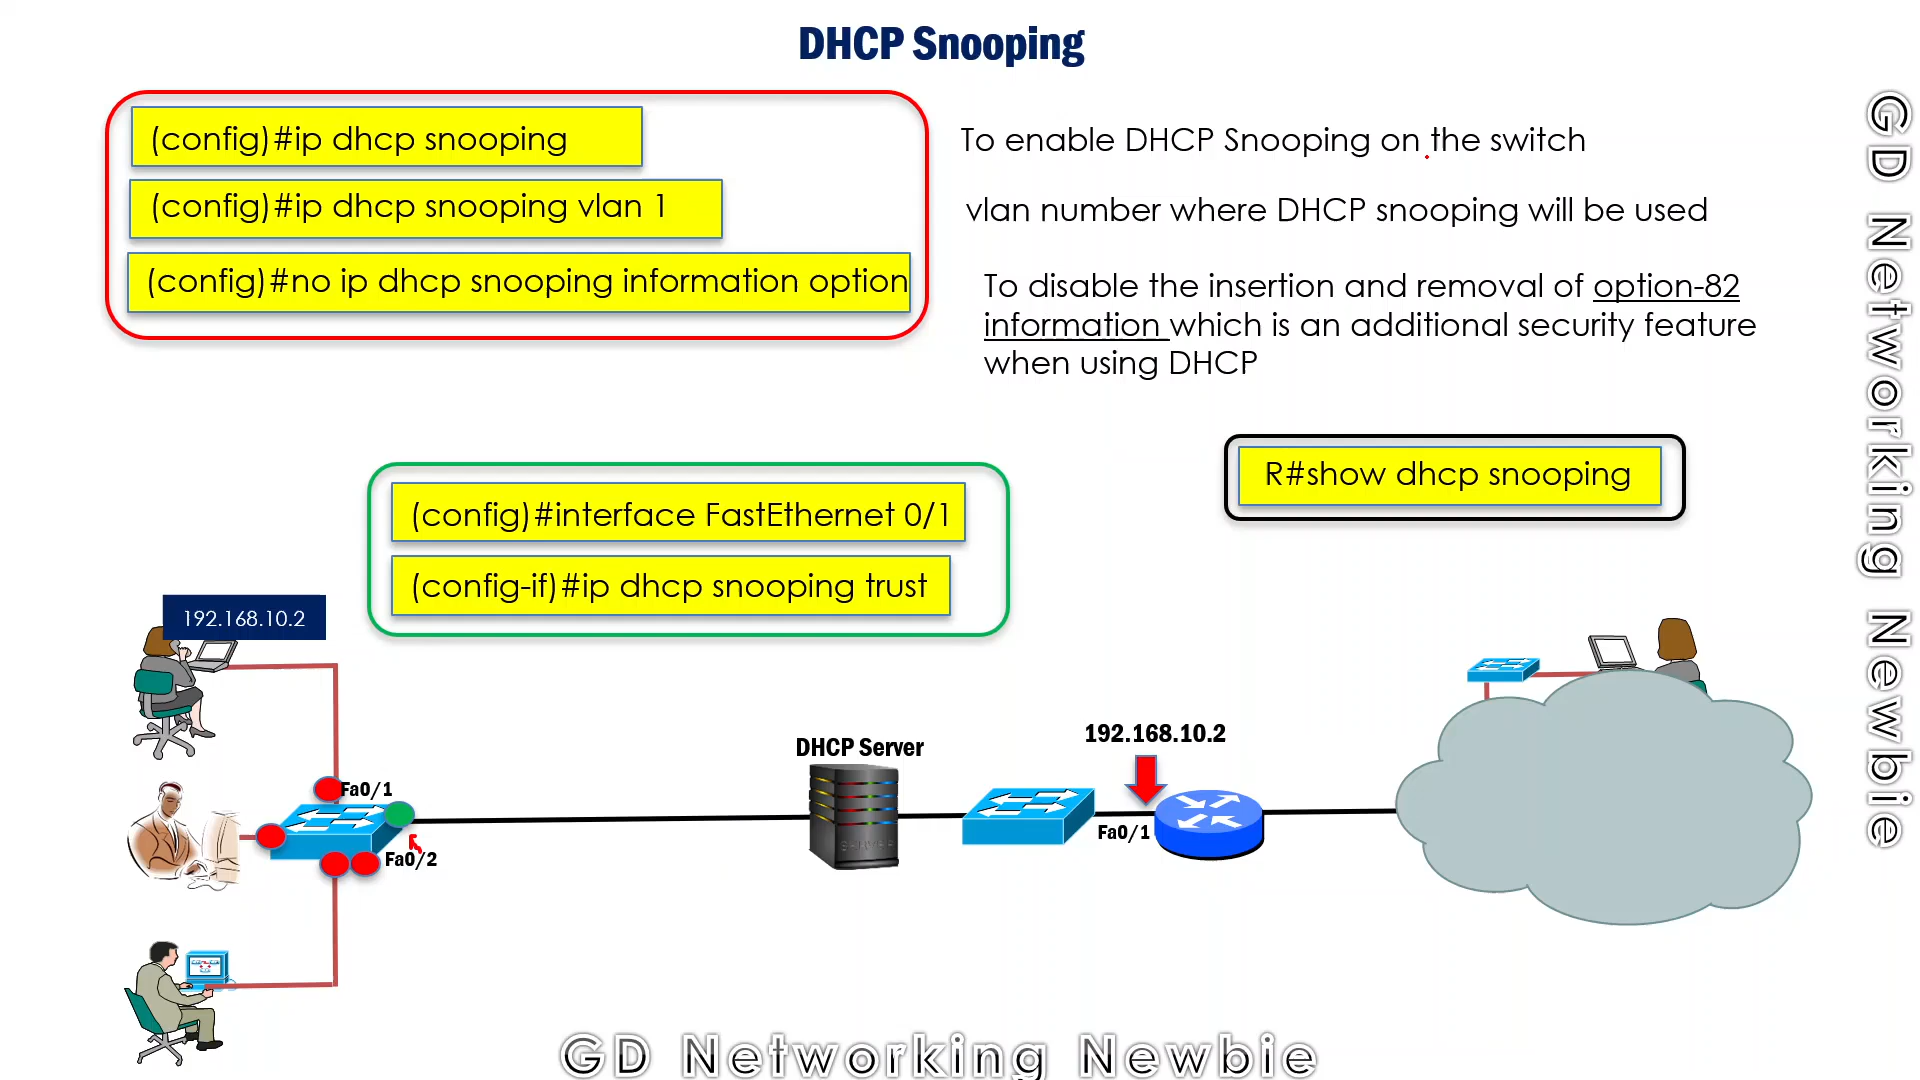 DHCP Snooping
(config)#ip dhcp snooping
To enable DHCP Snooping on the switch
(config)#ip dhcp snooping vlan 1
vlan number where DHCP snooping will be used
(config)#no ip dhcp snooping information option
To disable the insertion and removal of option-82
information which is an additional security feature
when using DHCP
R#show dhcp snooping
(config)#interface FastEthernet 0/1
(config-if)#ip dhcp snooping trust
192.168.10.2
192.168.10.2
DHCP Server
Fa0/1
Fa0/1
Fa0/2
GD Networking Newbie
GD Networking Newbie